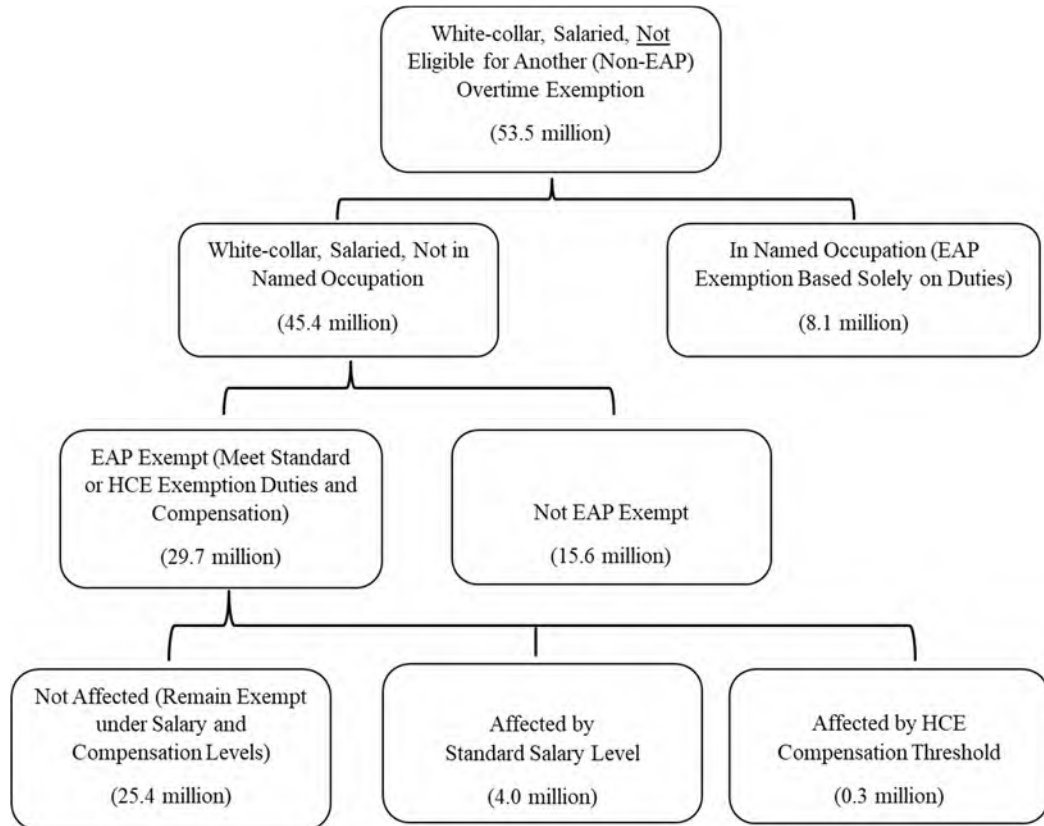 White-collar, Salaried, Not
Eligible for Another (Non-EAP)
Overtime Exemption
(53.5 million)
White-collar, Salaried, Not in
Named Occupation
(45.4 million)
In Named Occupation (EAP
Exemption Based Solely on Duties)
(8.1 million)
EAP Exempt (Meet Standard
or HCE Exemption Duties and
Compensation)
(29.7 million)
Not EAP Exempt
(15.6 million)
Not Affected (Remain Exempt
under Salary and
Compensation Levels)
(25.4 million)
Affected by
Standard Salary Level
(4.0 million)
Affected by HCE
Compensation Threshold
(0.3 million)